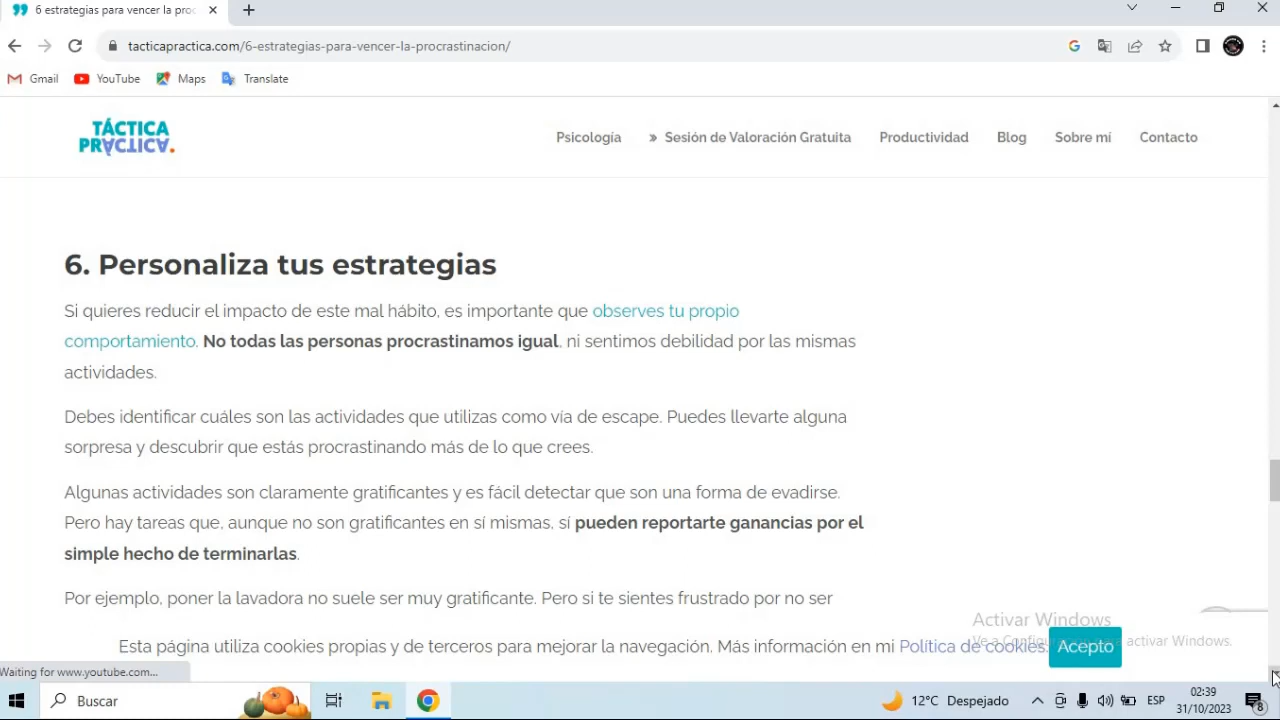 6 estrategias para vencer la proc
tacticapractica.com/6-estrategias-para-vencer-la-procrastinacion/
Gmail YouTube Maps Translate
TÁCTICA
PRÁCTICA.
Psicología » Sesión de Valoración Gratuita Productividad Blog Sobre mí Contacto
6. Personaliza tus estrategias
Si quieres reducir el impacto de este mal hábito, es importante que observes tu propio
comportamiento. No todas las personas procrastinamos igual, ni sentimos debilidad por las mismas
actividades.
Debes identificar cuáles son las actividades que utilizas como vía de escape. Puedes llevarte alguna
sorpresa y descubrir que estás procrastinando más de lo que crees.
Algunas actividades son claramente gratificantes y es fácil detectar que son una forma de evadirse.
Pero hay tareas que, aunque no son gratificantes en sí mismas, sí pueden reportarte ganancias por el
simple hecho de terminarlas.
Por ejemplo, poner la lavadora no suele ser muy gratificante. Pero si te sientes frustrado por no ser
Activar Windows
Ve a Configuración para activar Windows.
Esta página utiliza cookies propias y de terceros para mejorar la navegación. Más información en mi Política de cookies. Acepto
Waiting for www.youtube.com...
Buscar 12°C Despejado ESP 02:39
31/10/2023 8